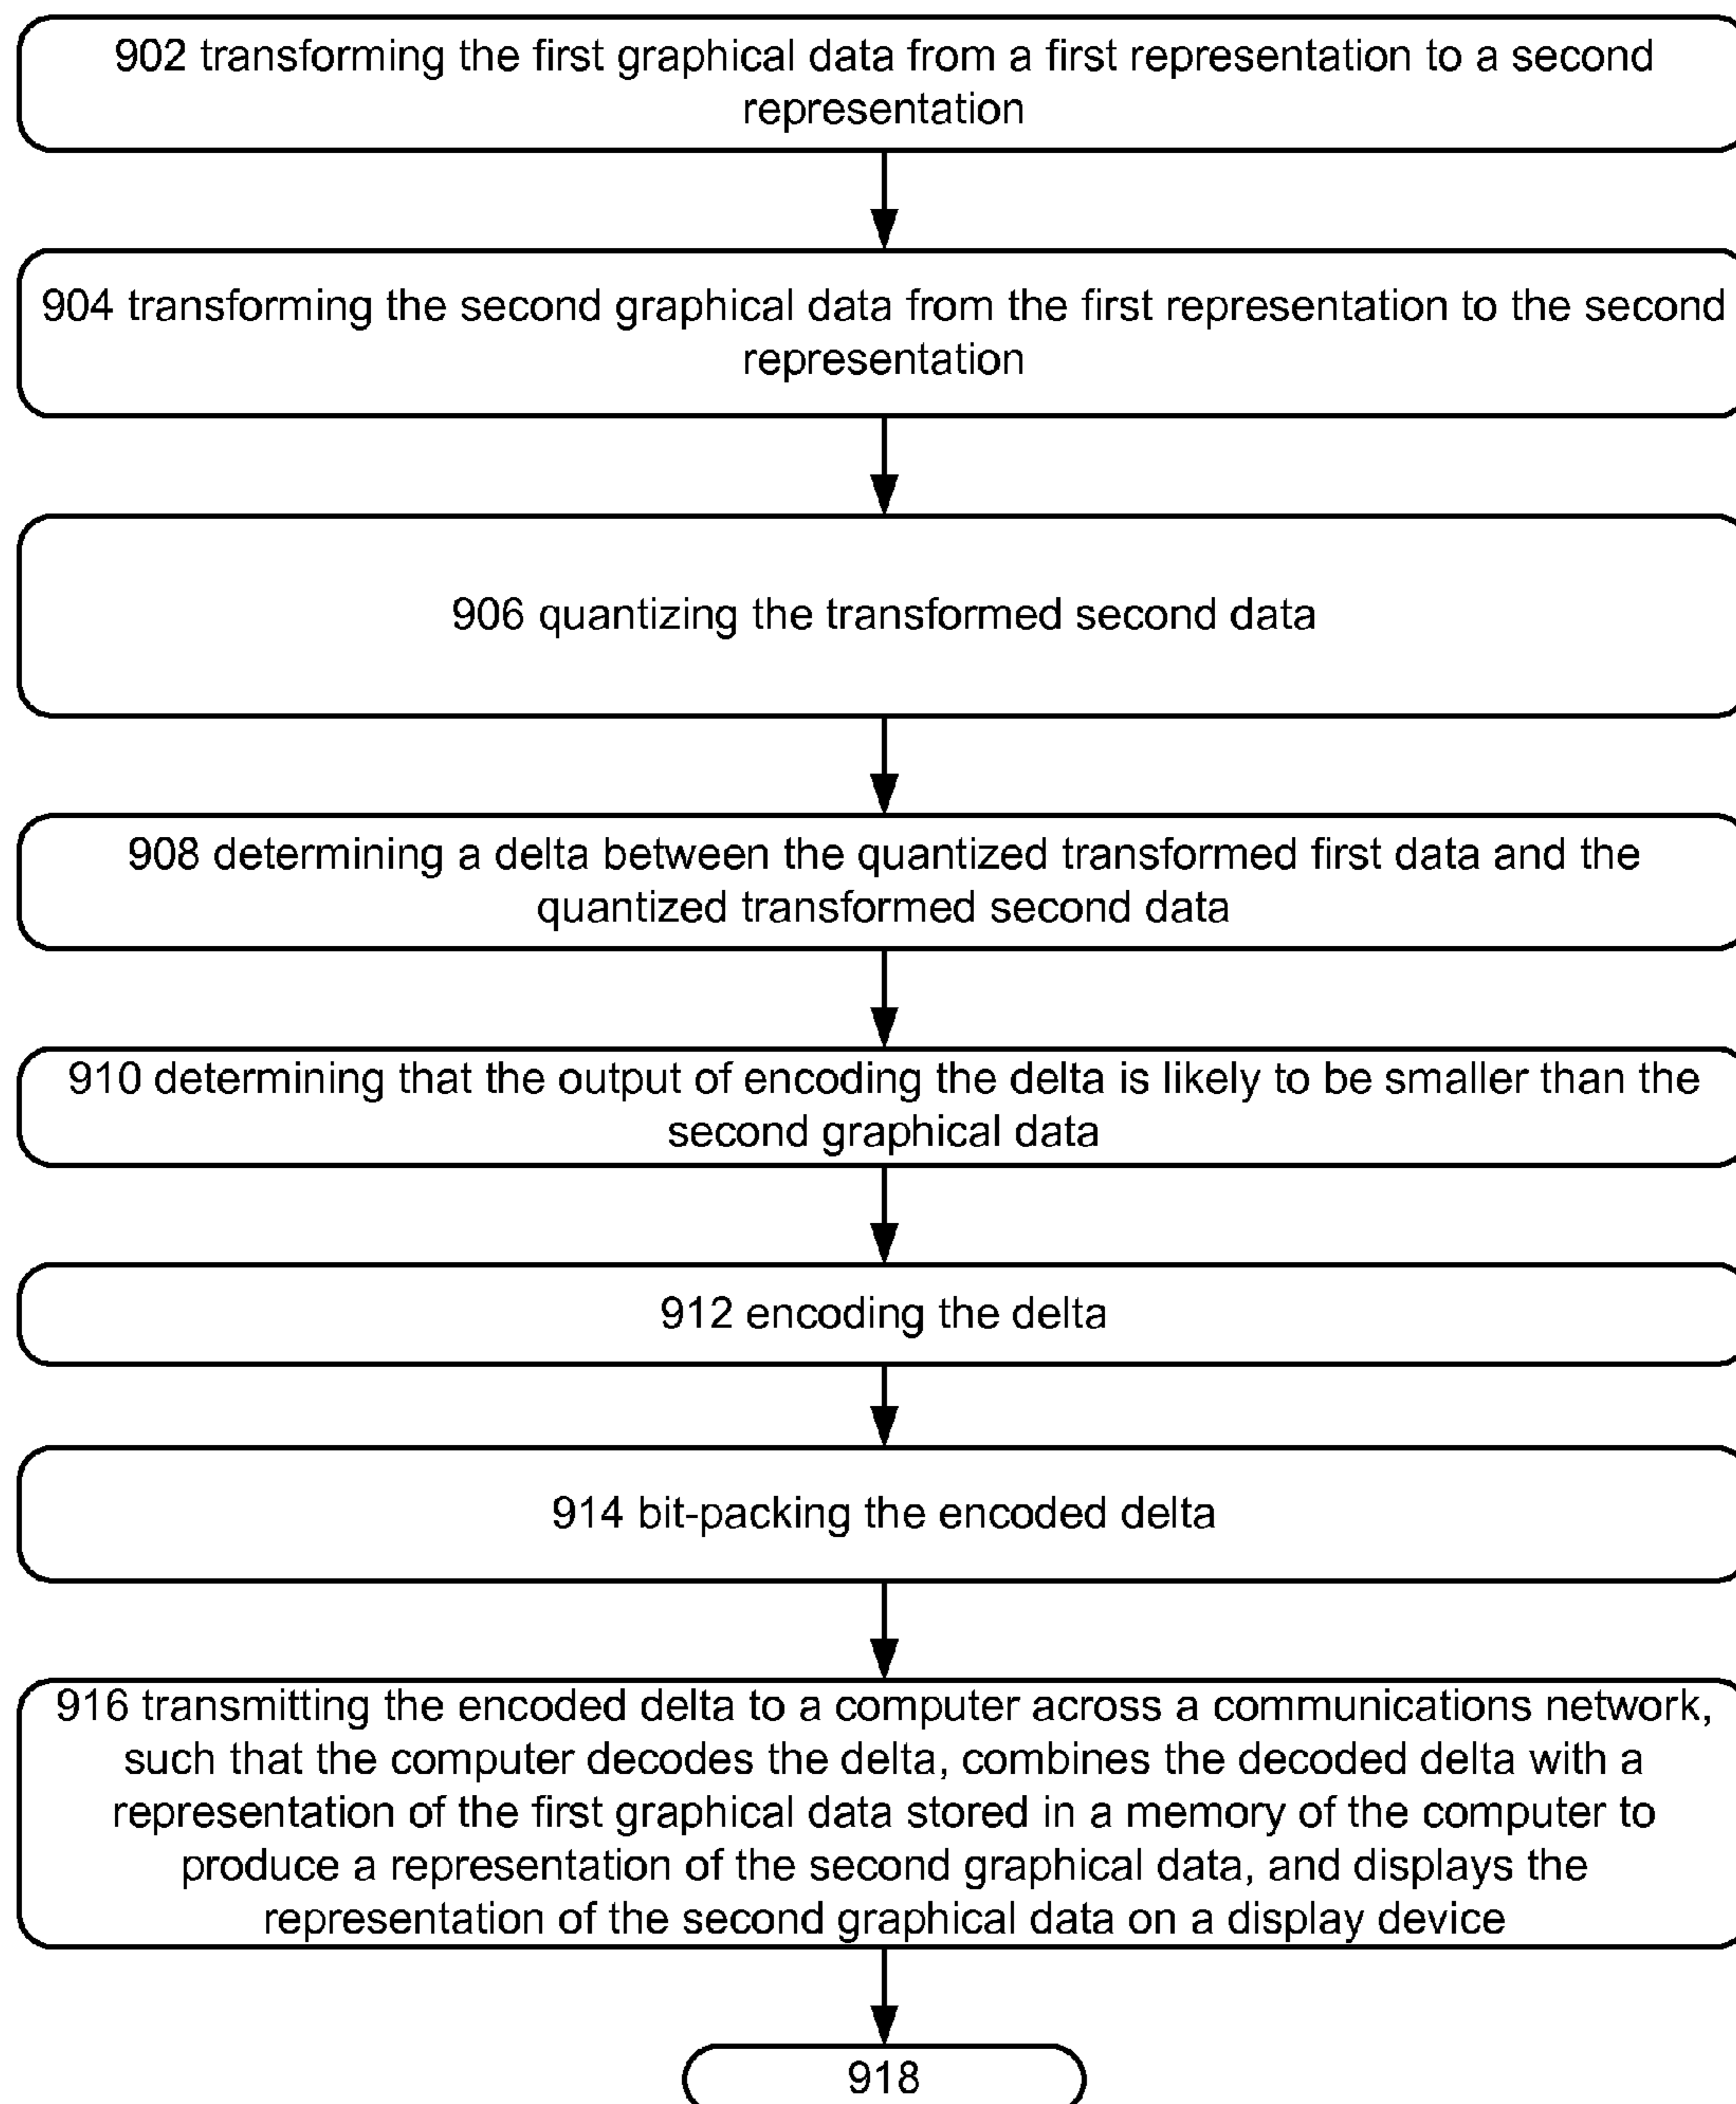 902 transforming the first graphical data from a first representation to a second
representation
904 transforming the second graphical data from the first representation to the second
representation
906 quantizing the transformed second data
908 determining a delta between the quantized transformed first data and the
quantized transformed second data
910 determining that the output of encoding the delta is likely to be smaller than the
second graphical data
912 encoding the delta
914 bit-packing the encoded delta
916 transmitting the encoded delta to a computer across a communications network,
such that the computer decodes the delta, combines the decoded delta with a
representation of the first graphical data stored in a memory of the computer to
produce a representation of the second graphical data, and displays the
representation of the second graphical data on a display device
918